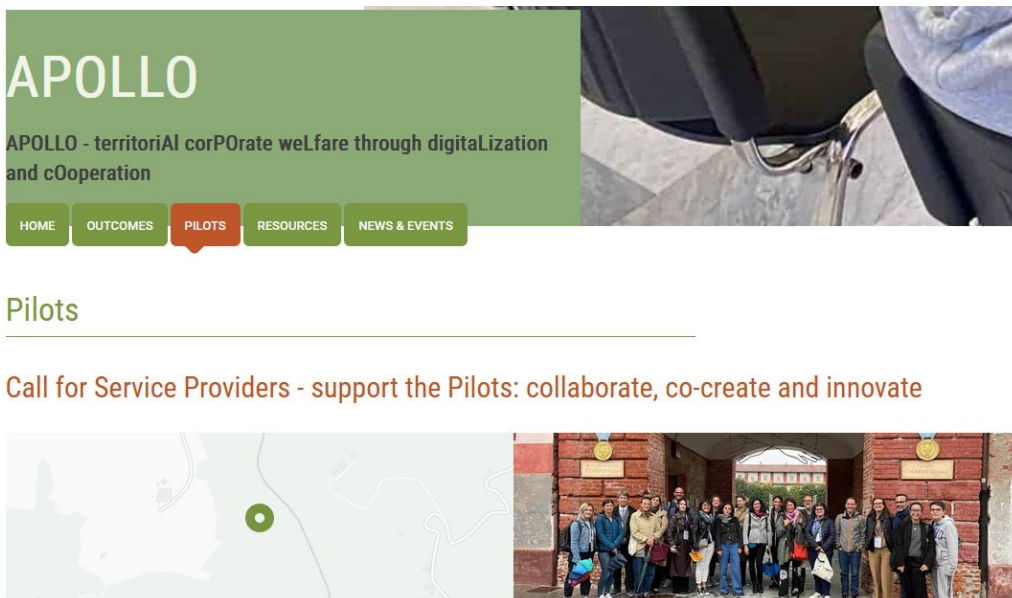 APOLLO
APOLLO - territoriAl corPOrate weLfare through digitaLization
and cOoperation
HOME
OUTCOMES
PILOTS
RESOURCES
NEWS & EVENTS
Pilots
Call for Service Providers - support the Pilots: collaborate, co-create and innovate